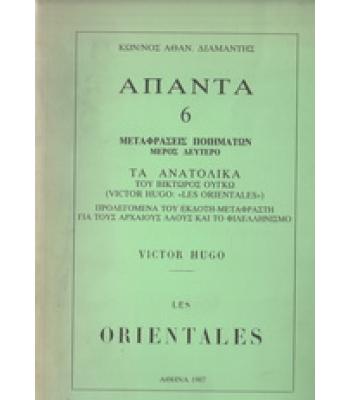 ΚΩΝ/ΝΟΣ ΑΘΑΝ. ΔΙΑΜΑΝΤΗΣ
ΑΠΑΝΤΑ
6
ΜΕΤΑΦΡΑΣΕΙΣ ΠΟΙΗΜΑΤΩΝ
ΜΕΡΟΣ ΔΕΥΤΕΡΟ
ΤΑ ΑΝΑΤΟΛΙΚΑ
ΤΟΥ ΒΙΚΤΩΡΟΣ ΟΥΓΚΩ
(VICTOR HUGO: «LES ORIENTALES»)
ΠΡΟΛΕΓΟΜΕΝΑ ΤΟΥ ΕΚΔΟΤΗ-ΜΕΤΑΦΡΑΣΤΗ
ΓΙΑ ΤΟΥΣ ΑΡΧΑΙΟΥΣ ΛΑΟΥΣ ΚΑΙ ΤΟ ΦΙΛΕΛΛΗΝΙΣΜΟ
VICTOR HUGO
LES
ORIENTALES
ΑΘΗΝΑ 1987